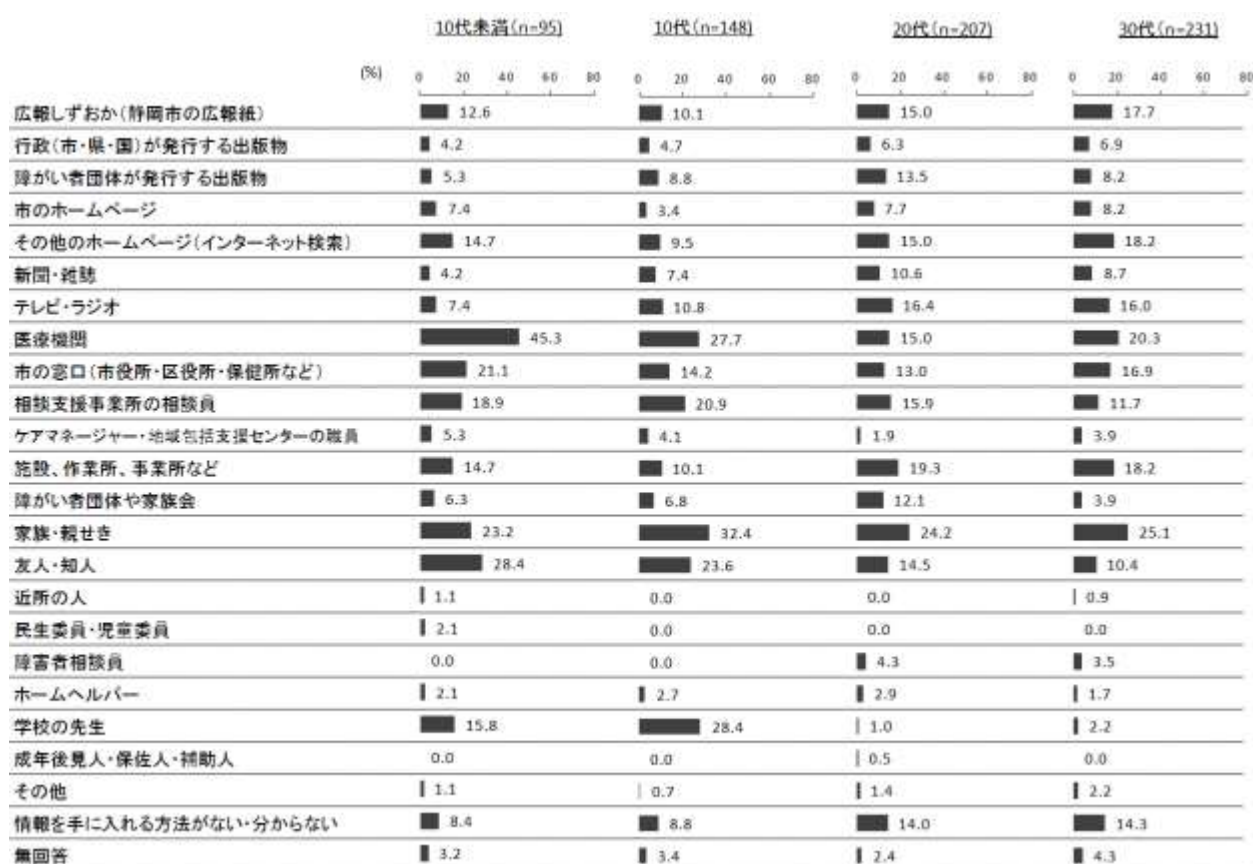 10代未満(n=95) 10代(n=148) 20代(n=207) 30代(n=231)
(%) 0 20 40 60 80 0 20 40 60 80 0 20 40 60 80 0 20 40 60 80
広報しずおか(静岡市の広報紙) 12.6 10.1 15.0 17.7
行政(市・県・国)が発行する出版物 4.2 4.7 6.3 6.9
障がい者団体が発行する出版物 5.3 8.8 13.5 8.2
市のホームページ 7.4 3.4 7.7 8.2
その他のホームページ(インターネット検索) 14.7 9.5 15.0 18.2
新聞・雑誌 4.2 7.4 10.6 8.7
テレビ・ラジオ 7.4 10.8 16.4 16.0
医療機関 45.3 27.7 15.0 20.3
市の窓口(市役所・区役所・保健所など) 21.1 14.2 13.0 16.9
相談支援事業所の相談員 18.9 20.9 15.9 11.7
ケアマネージャー・地域包括支援センターの職員 5.3 4.1 1.9 3.9
施設、作業所、事業所など 14.7 10.1 19.3 18.2
障がい者団体や家族会 6.3 6.8 12.1 3.9
家族・親せき 23.2 32.4 24.2 25.1
友人・知人 28.4 23.6 14.5 10.4
近所の人 1.1 0.0 0.0 0.9
民生委員・児童委員 2.1 0.0 0.0 0.0
障害者相談員 0.0 0.0 4.3 3.5
ホームヘルパー 2.1 2.7 2.9 1.7
学校の先生 15.8 28.4 1.0 2.2
成年後見人・保佐人・補助人 0.0 0.0 0.5 0.0
その他 1.1 0.7 1.4 2.2
情報を手に入れる方法がない・分からない 8.4 8.8 14.0 14.3
無回答 3.2 3.4 2.4 4.3